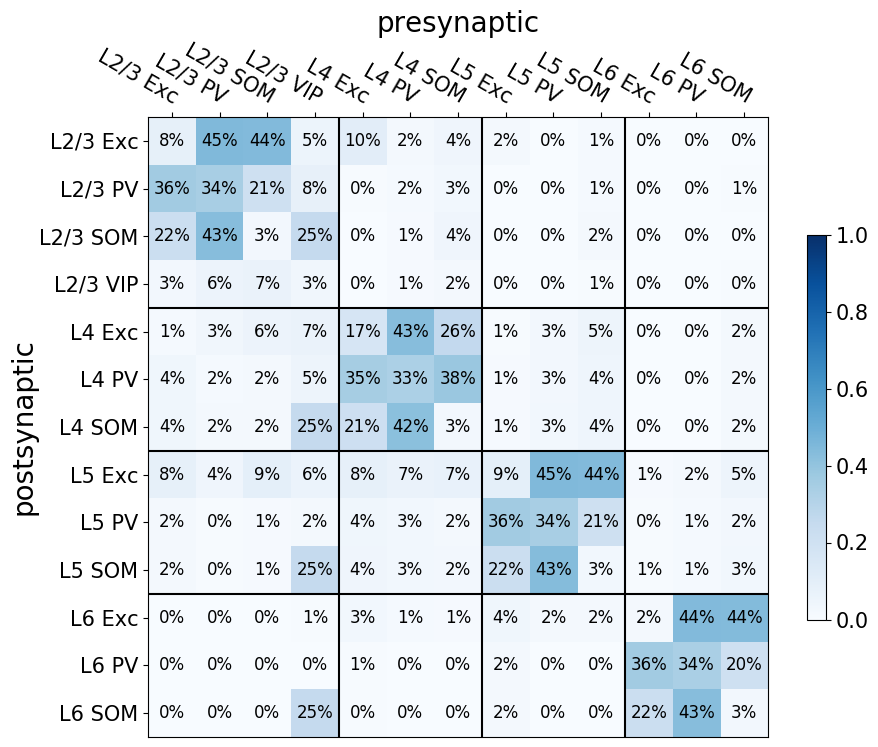 presynaptic
L2/3 Exc L2/3 PV L2/3 SOM L2/3 VIP L4 Exc L4 PV L4 SOM L5 Exc L5 PV L5 SOM L6 Exc L6 PV L6 SOM
L2/3 Exc 8% 45% 44% 5% 10% 2% 4% 2% 0% 1% 0% 0% 0%
L2/3 PV 36% 34% 21% 8% 0% 2% 3% 0% 0% 1% 0% 0% 1%
L2/3 SOM 22% 43% 3% 25% 0% 1% 4% 0% 0% 2% 0% 0% 0%
L2/3 VIP 3% 6% 7% 3% 0% 1% 2% 0% 0% 1% 0% 0% 0%
L4 Exc 1% 3% 6% 7% 17% 43% 26% 1% 3% 5% 0% 0% 2%
L4 PV 4% 2% 2% 5% 35% 33% 38% 1% 3% 4% 0% 0% 2%
L4 SOM 4% 2% 2% 25% 21% 42% 3% 1% 3% 4% 0% 0% 2%
L5 Exc 8% 4% 9% 6% 8% 7% 7% 9% 45% 44% 1% 2% 5%
L5 PV 2% 0% 1% 2% 4% 3% 2% 36% 34% 21% 0% 1% 2%
L5 SOM 2% 0% 1% 25% 4% 3% 2% 22% 43% 3% 1% 1% 3%
L6 Exc 0% 0% 0% 1% 3% 1% 1% 4% 2% 2% 2% 44% 44%
L6 PV 0% 0% 0% 0% 1% 0% 0% 2% 0% 0% 36% 34% 20%
L6 SOM 0% 0% 0% 25% 0% 0% 0% 2% 0% 0% 22% 43% 3%
postsynaptic
1.0
0.8
0.6
0.4
0.2
0.0